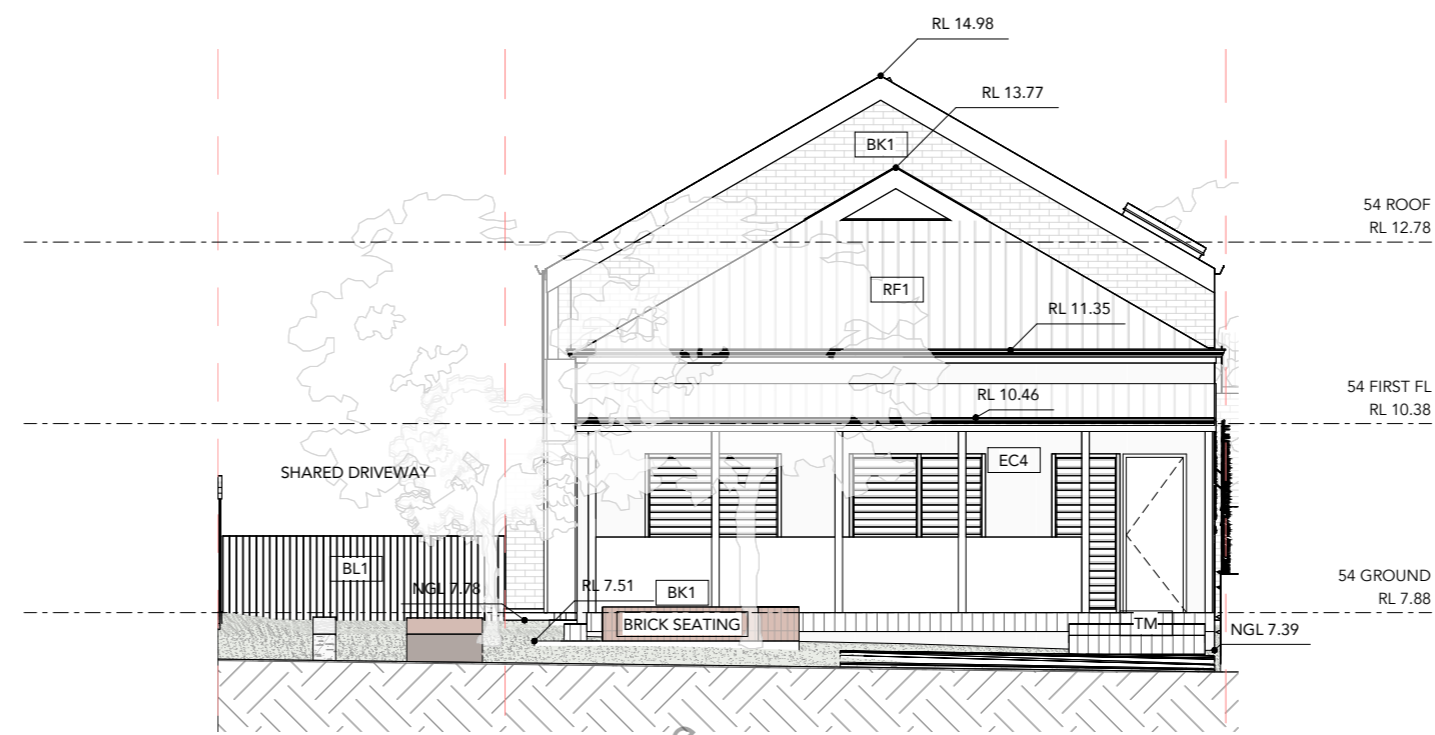 RL 14.98
RL 13.77
BK1
54 ROOF
RL 12.78
RF1
RL 11.35
54 FIRST FL
RL 10.38
RL 10.46
EC4
SHARED DRIVEWAY
BL1
NGL 7.78
RL 7.51
BK1
54 GROUND
RL 7.88
BRICK SEATING
TM
NGL 7.39